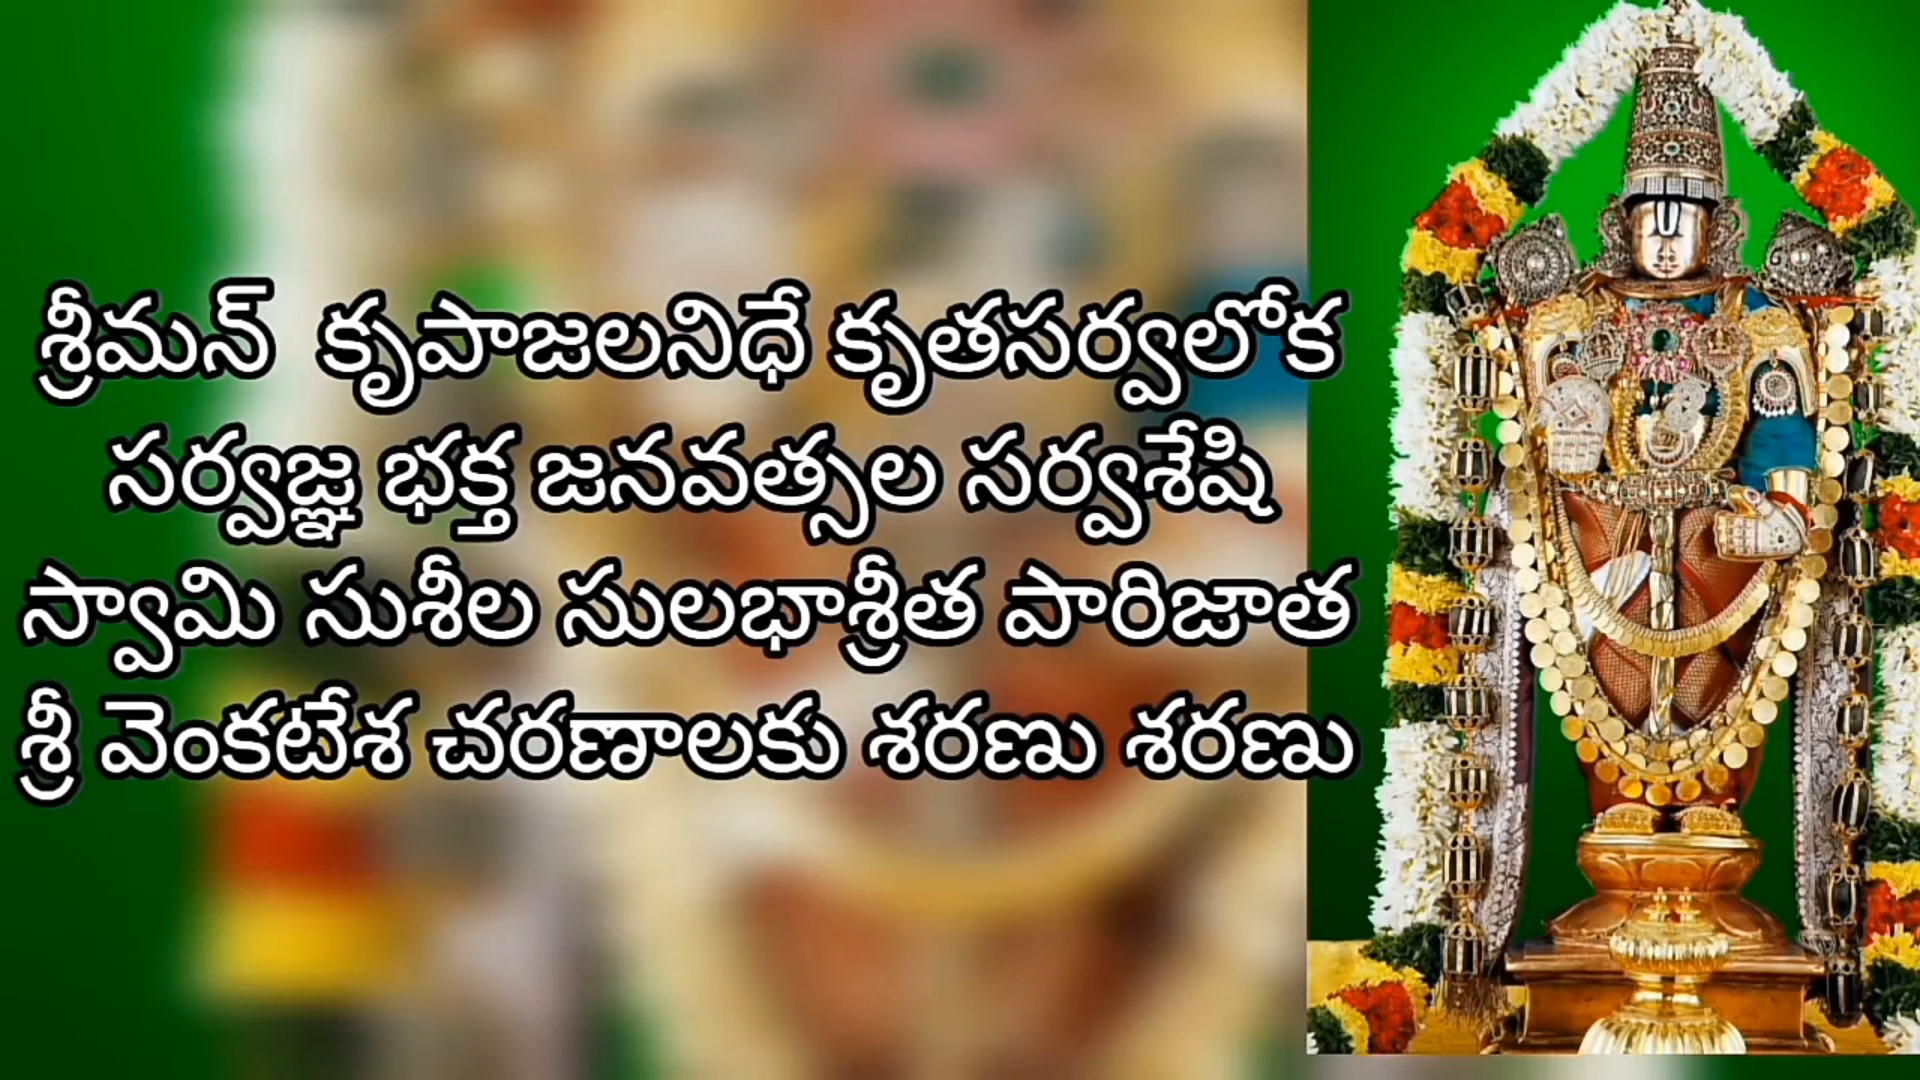 శ్రీమన్ కృపాజలనిధే కృతసర్వలోక
సర్వజ్ఞ భక్త జనవత్సల సర్వశేషి
స్వామి సుశీల సులభాశ్రీత పారిజాత
శ్రీ వెంకటేశ చరణాలకు శరణు శరణు